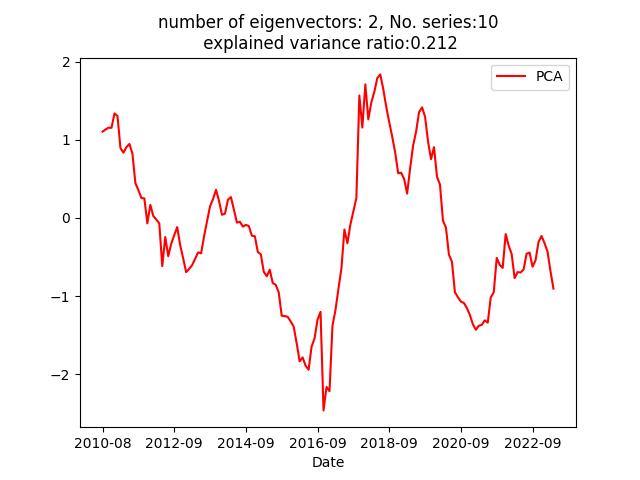 number of eigenvectors: 2, No. series:10
explained variance ratio:0.212
PCA
2
1
0
−1
−2
2010-08 2012-09 2014-09 2016-09 2018-09 2020-09 2022-09
Date